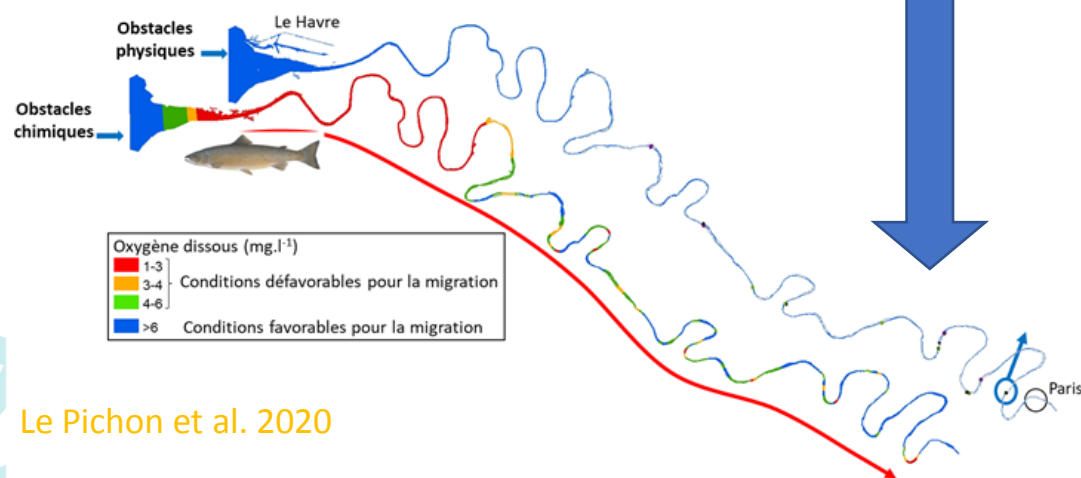 Le Havre
Obstacles
physiques
Obstacles
chimiques
Oxygène dissous (mg.l⁻¹)
1-3
3-4
Conditions défavorables pour la migration
4-6
>6 Conditions favorables pour la migration
Paris
Le Pichon et al. 2020